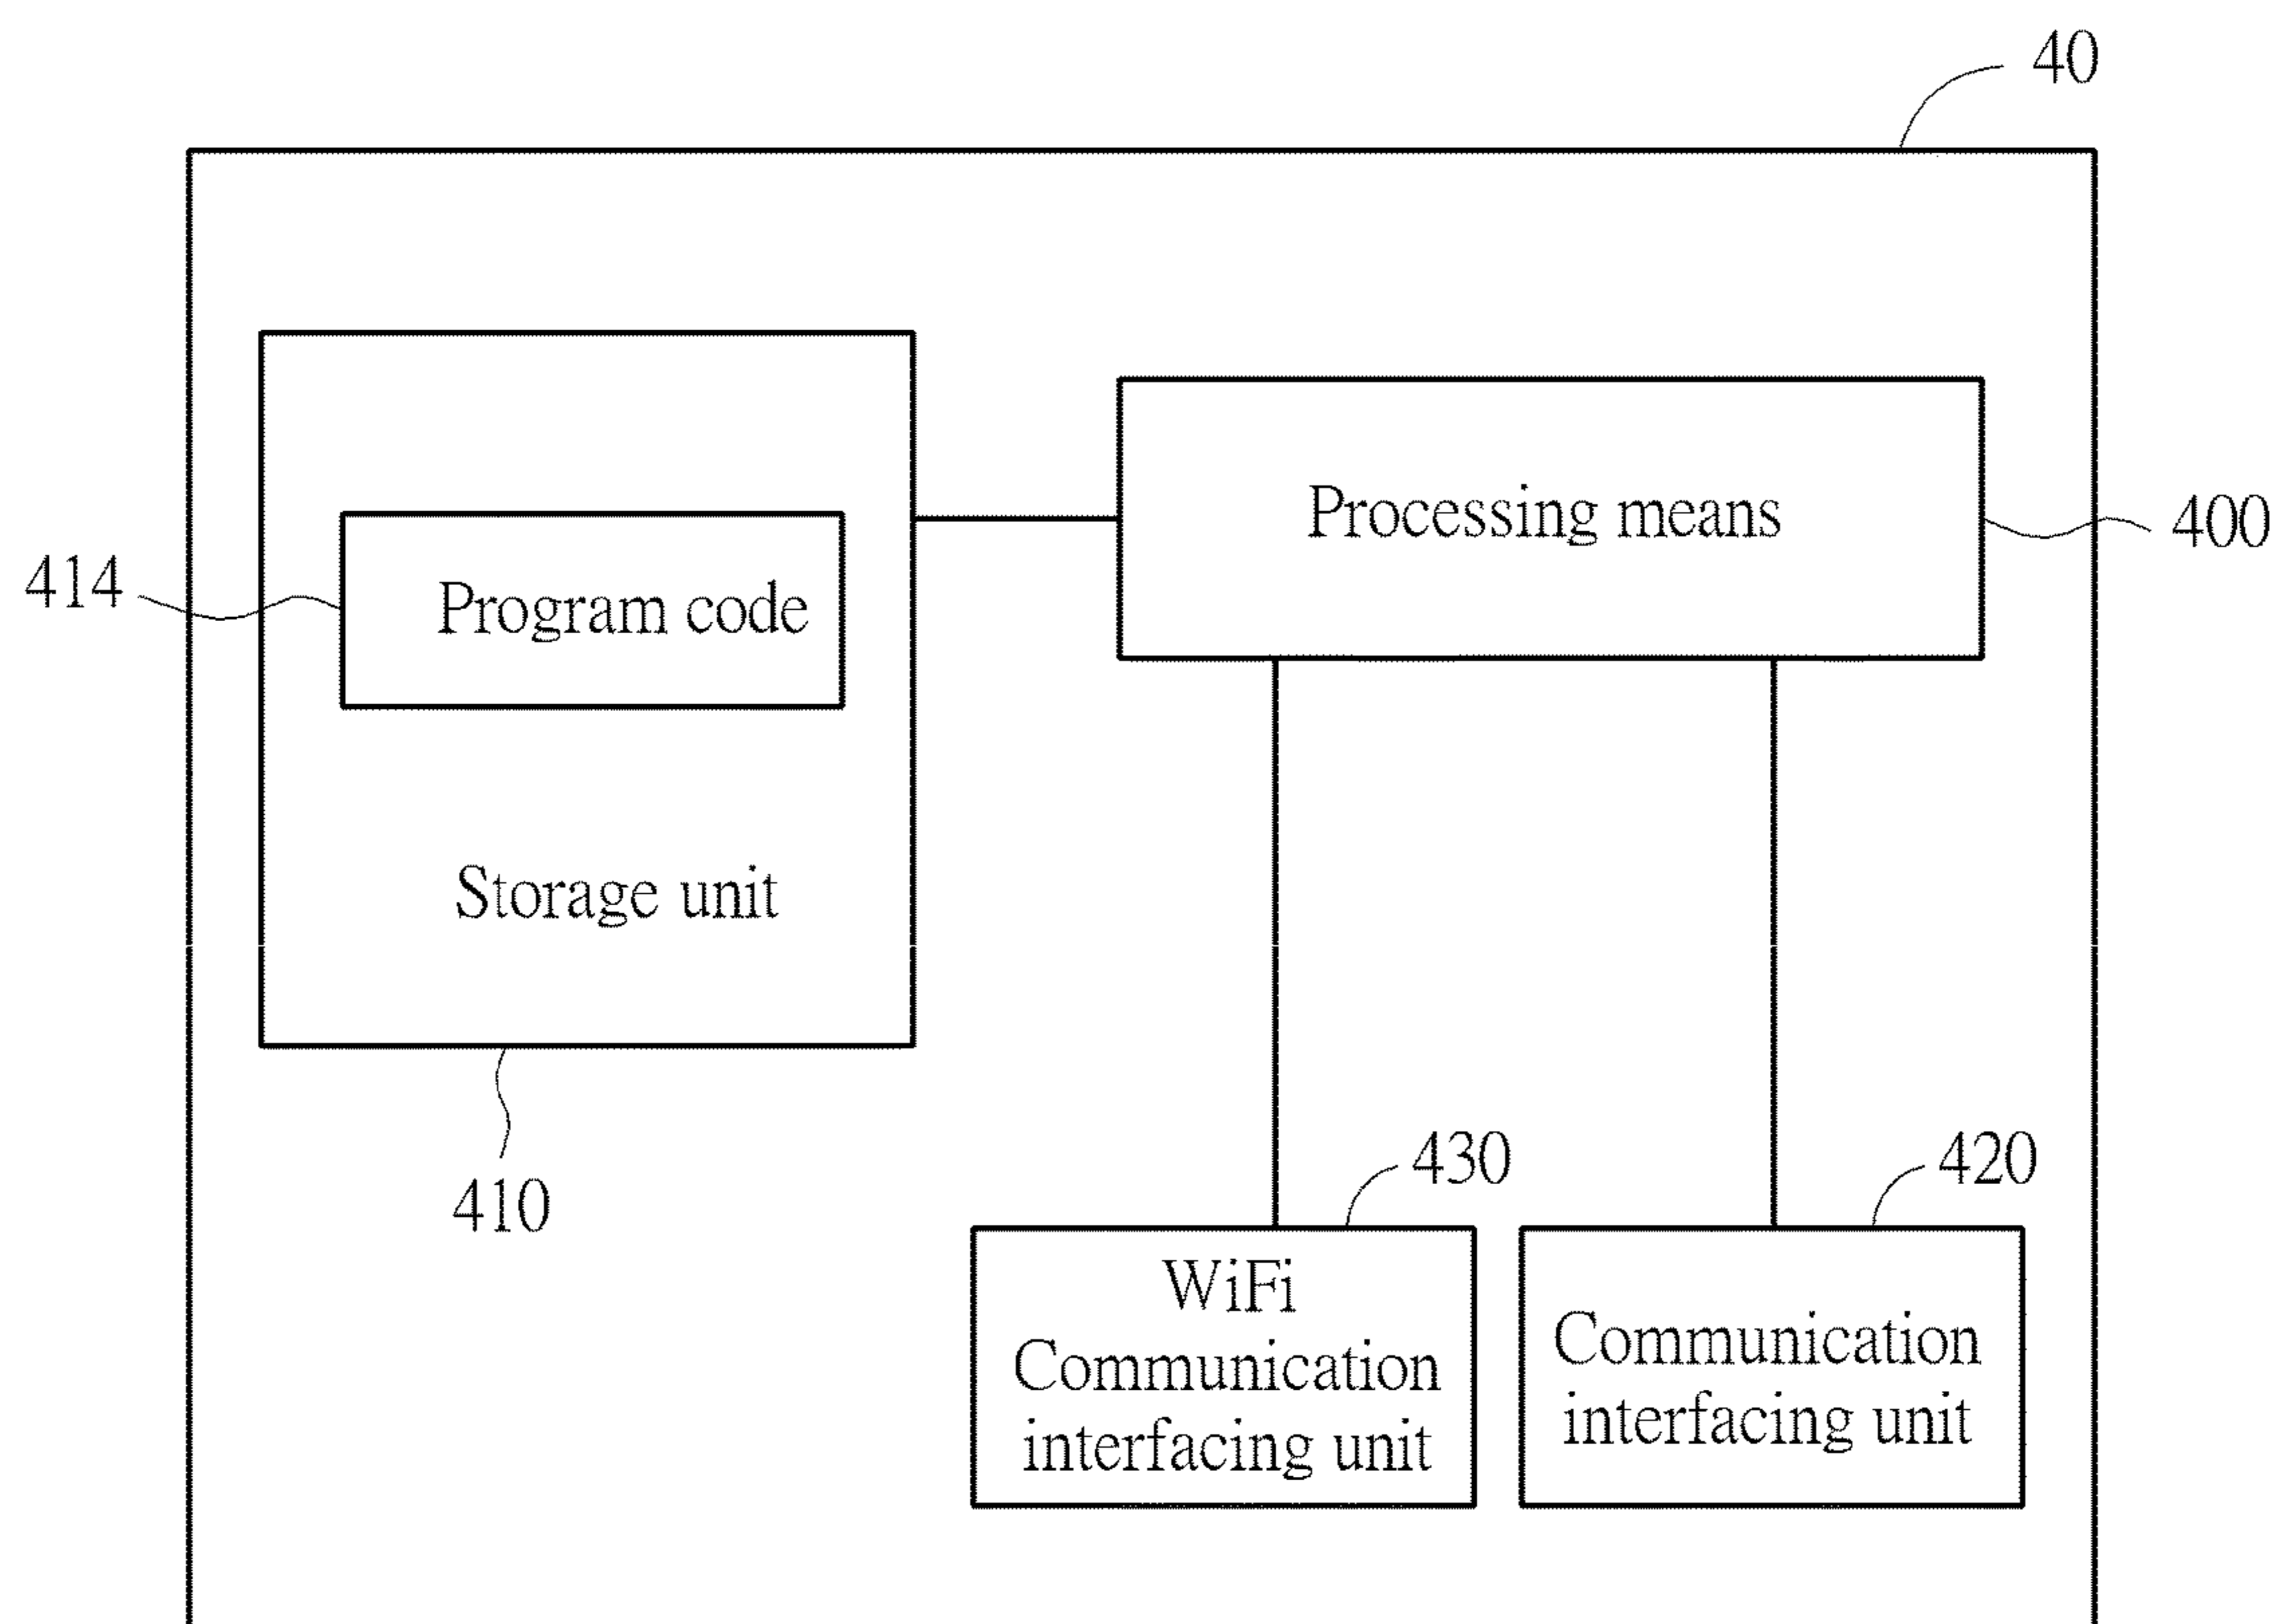 40
Processing means
400
414
Program code
Storage unit
410
430
420
WiFi
Communication
interfacing unit
Communication
interfacing unit